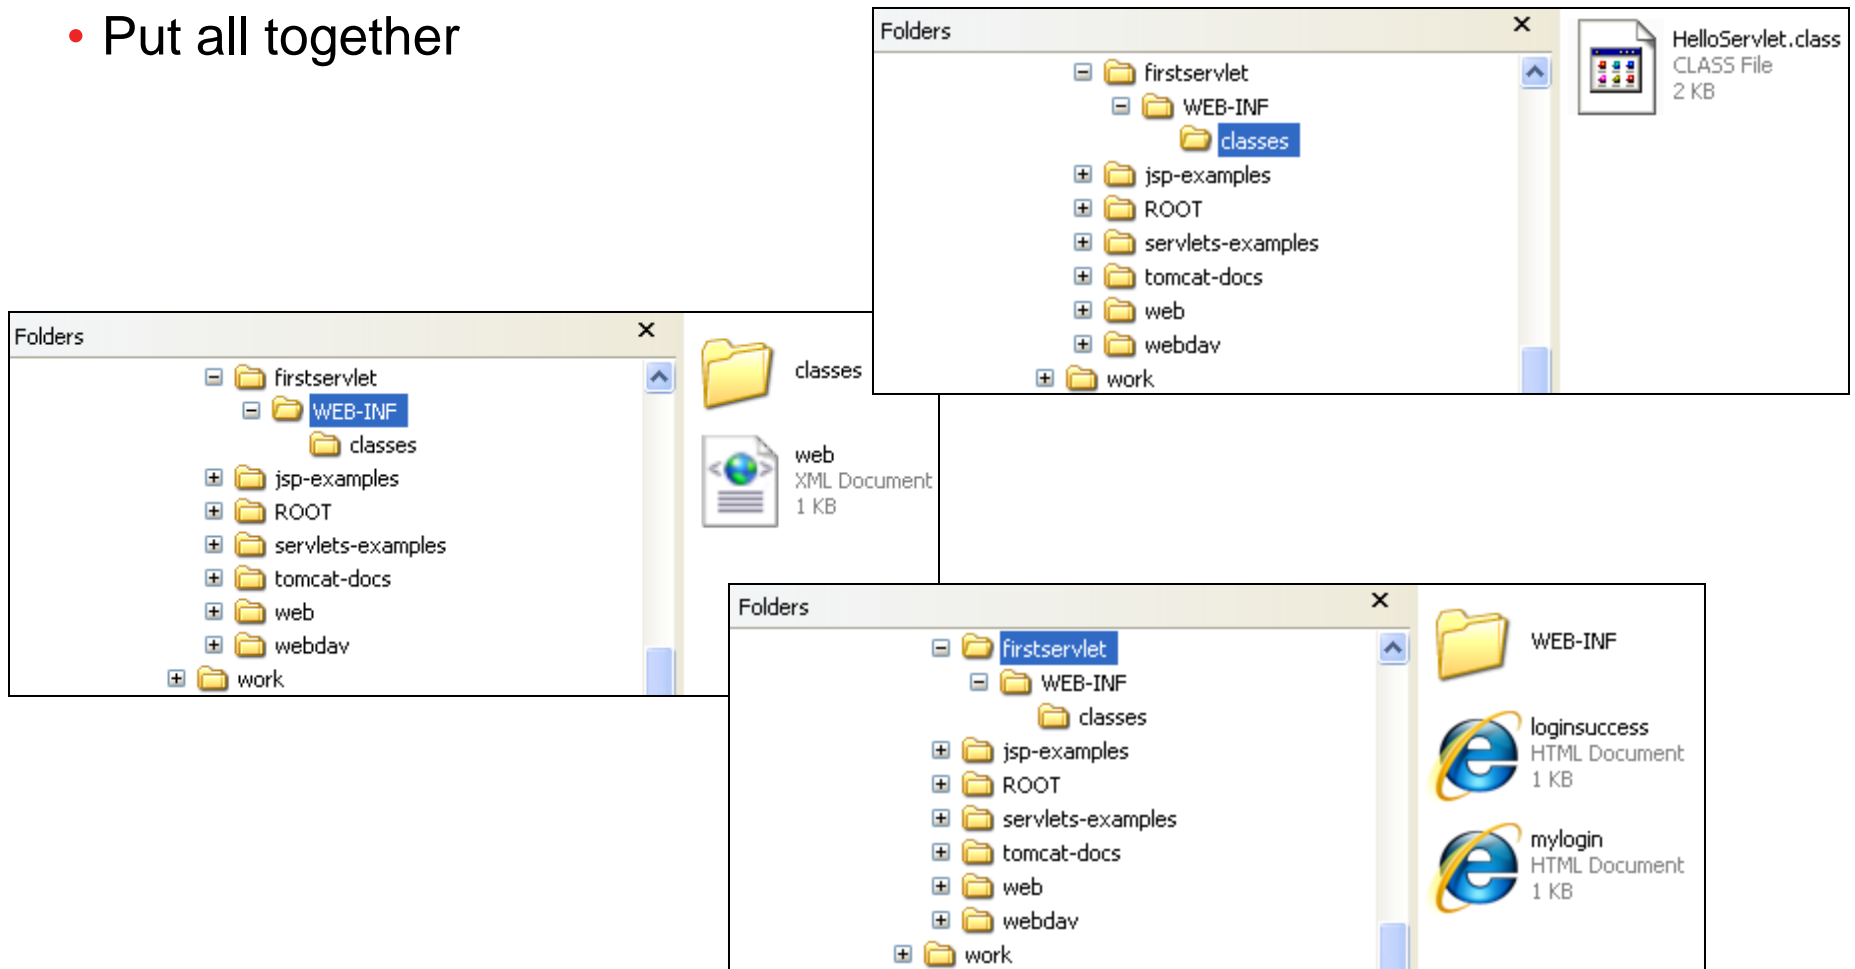 • Put all together
Folders
firstservlet
WEB-INF
classes
jsp-examples
ROOT
servlets-examples
tomcat-docs
web
webdav
work
HelloServlet.class
CLASS File
2 KB
Folders
firstservlet
WEB-INF
classes
jsp-examples
ROOT
servlets-examples
tomcat-docs
web
webdav
work
classes
web
XML Document
1 KB
Folders
firstservlet
WEB-INF
classes
jsp-examples
ROOT
servlets-examples
tomcat-docs
web
webdav
work
WEB-INF
loginsuccess
HTML Document
1 KB
mylogin
HTML Document
1 KB